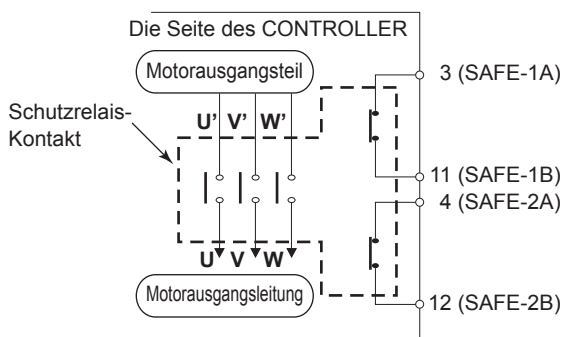 Die Seite des CONTROLLER
Motorausgangsteil
3 (SAFE-1A)
Schutzrelais-
Kontakt
U’ V’ W’
11 (SAFE-1B)
4 (SAFE-2A)
U V W
Motorausgangsleitung
12 (SAFE-2B)